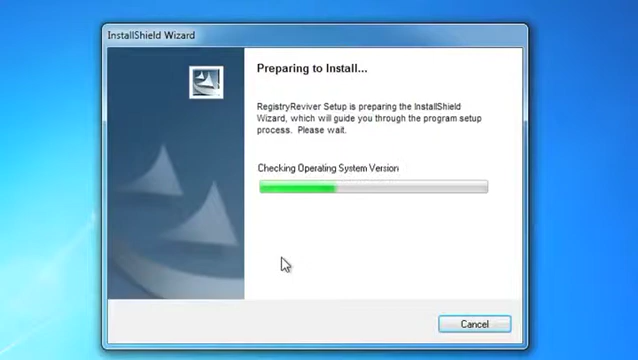 InstallShield Wizard
Preparing to Install...
RegistryReviver Setup is preparing the InstallShield
Wizard, which will guide you through the program setup
process. Please wait.
Checking Operating System Version
Cancel